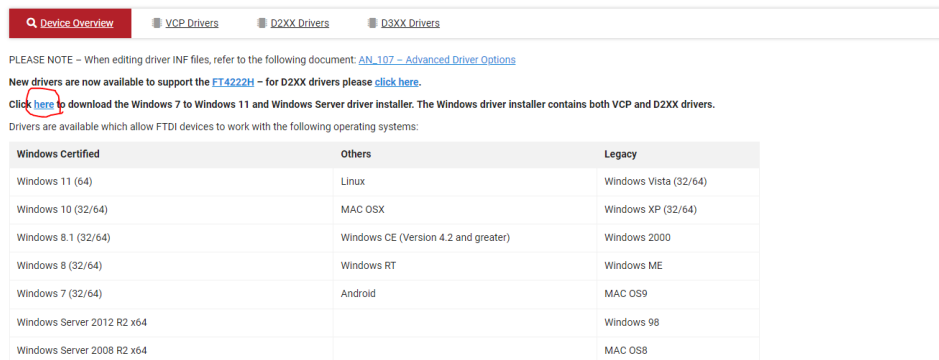 Device Overview VCP Drivers D2XX Drivers D3XX Drivers
PLEASE NOTE – When editing driver INF files, refer to the following document: AN_107 – Advanced Driver Options
New drivers are now available to support the FT4222H – for D2XX drivers please click here.
Click here to download the Windows 7 to Windows 11 and Windows Server driver installer. The Windows driver installer contains both VCP and D2XX drivers.
Drivers are available which allow FTDI devices to work with the following operating systems:
Windows Certified Others Legacy
Windows 11 (64) Linux Windows Vista (32/64)
Windows 10 (32/64) MAC OSX Windows XP (32/64)
Windows 8.1 (32/64) Windows CE (Version 4.2 and greater) Windows 2000
Windows 8 (32/64) Windows RT Windows ME
Windows 7 (32/64) Android MAC OS9
Windows Server 2012 R2 x64 Windows 98
Windows Server 2008 R2 x64 MAC OS8